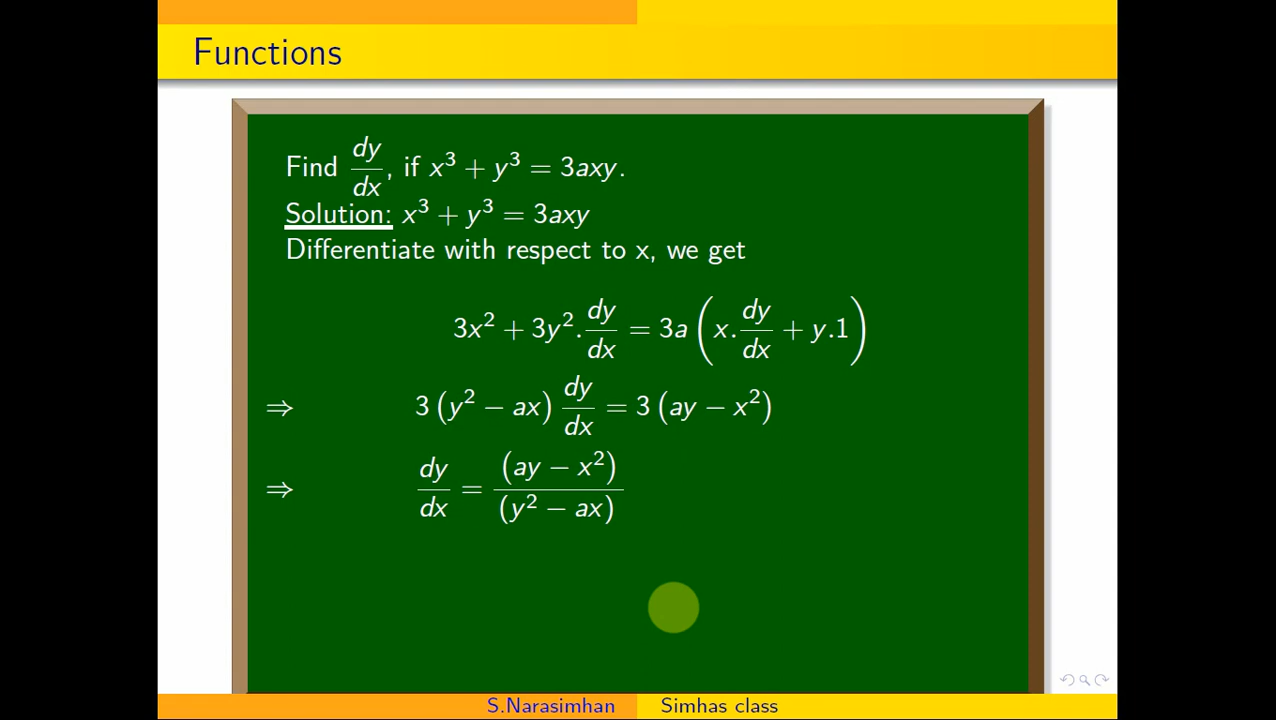 Functions
Find dy/dx, if x³ + y³ = 3axy.
Solution: x³ + y³ = 3axy
Differentiate with respect to x, we get
3x² + 3y².dy/dx = 3a(x.dy/dx + y.1)
⇒ 3(y² − ax) dy/dx = 3(ay − x²)
⇒ dy/dx = (ay − x²)/(y² − ax)
S.Narasimhan Simhas class